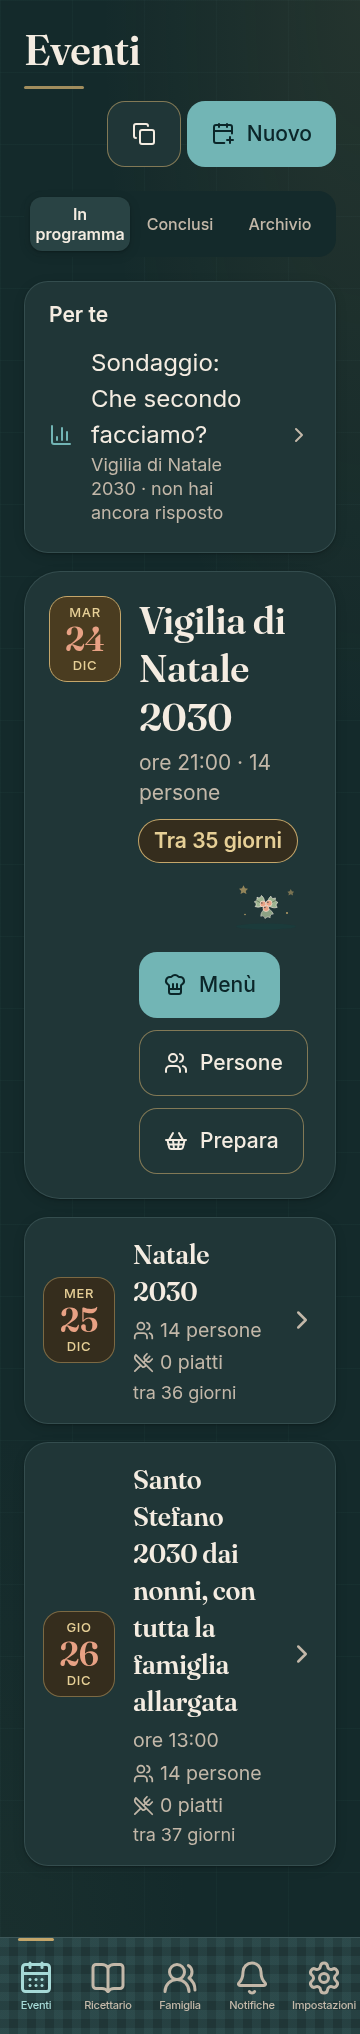 Eventi
Nuovo
In
programma
Conclusi
Archivio
Per te
Sondaggio:
Che secondo
facciamo?
Vigilia di Natale
2030 · non hai
ancora risposto
MAR
24
DIC
Vigilia di
Natale
2030
ore 21:00 · 14
persone
Tra 35 giorni
Menù
Persone
Prepara
MER
25
DIC
Natale
2030
14 persone
0 piatti
tra 36 giorni
GIO
26
DIC
Santo
Stefano
2030 dai
nonni, con
tutta la
famiglia
allargata
ore 13:00
14 persone
0 piatti
tra 37 giorni
Eventi
Ricettario
Famiglia
Notifiche
Impostazioni